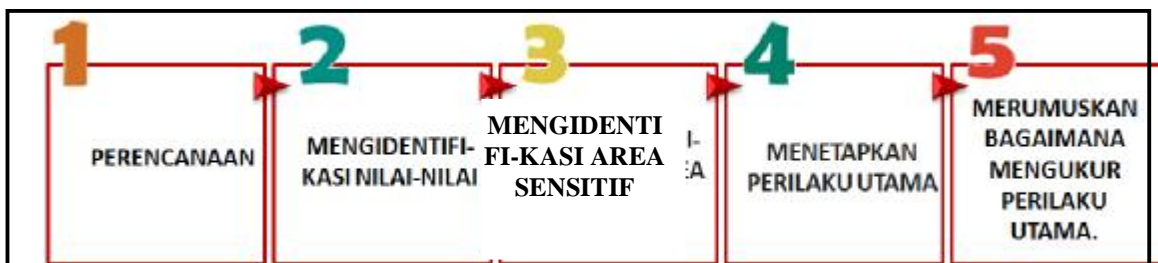 1
PERENCANAAN
2
MENGIDENTIFI-
KASI NILAI-NILAI
3
MENGIDENTI
FI-KASI AREA
SENSITIF
I-
EA
4
MENETAPKAN
PERILAKU UTAMA
5
MERUMUSKAN
BAGAIMANA
MENGUKUR
PERILAKU
UTAMA.